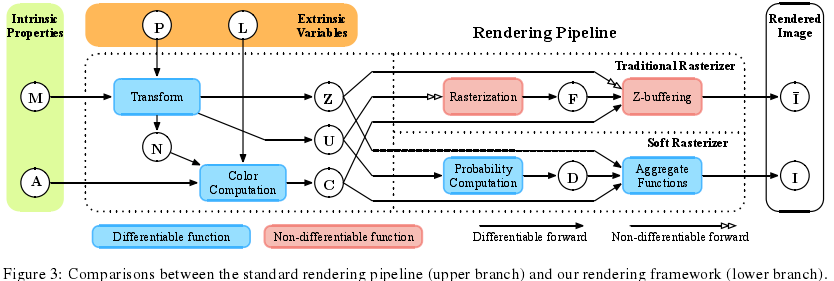 Intrinsic
Properties
P
L
Extrinsic
Variables
Rendering Pipeline
Rendered
Image
Traditional Rasterizer
M
Transform
Z
Rasterization
F
Z-buffering
Ī
N
U
Soft Rasterizer
A
Color
Computation
C
Probability
Computation
D
Aggregate
Functions
I
Differentiable function
Non-differentiable function
Differentiable forward
Non-differentiable forward
Figure 3: Comparisons between the standard rendering pipeline (upper branch) and our rendering framework (lower branch).